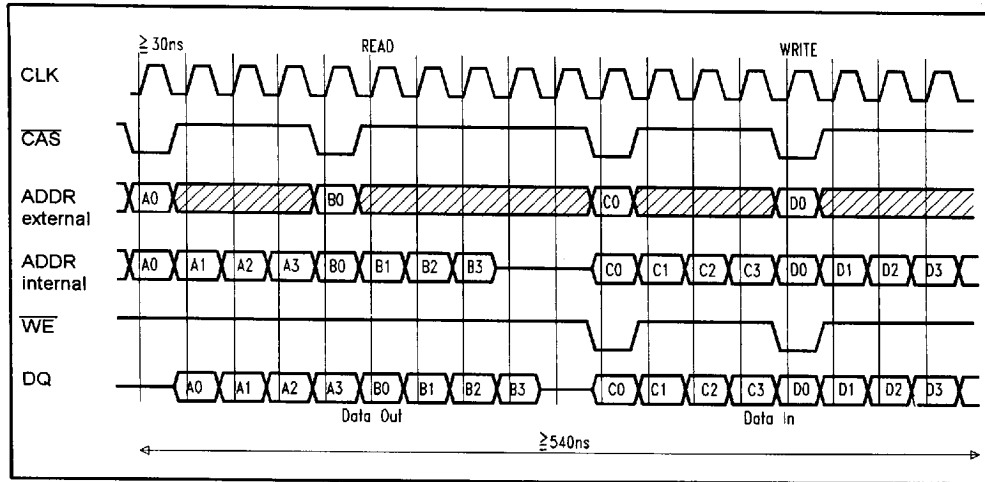 ≧30ns READ WRITE
CLK
CAS
ADDR external A0 B0 C0 D0
ADDR internal A0 A1 A2 A3 B0 B1 B2 B3 C0 C1 C2 C3 D0 D1 D2 D3
WE
DQ A0 A1 A2 A3 B0 B1 B2 B3 C0 C1 C2 C3 D0 D1 D2 D3
Data Out Data In
≧540ns